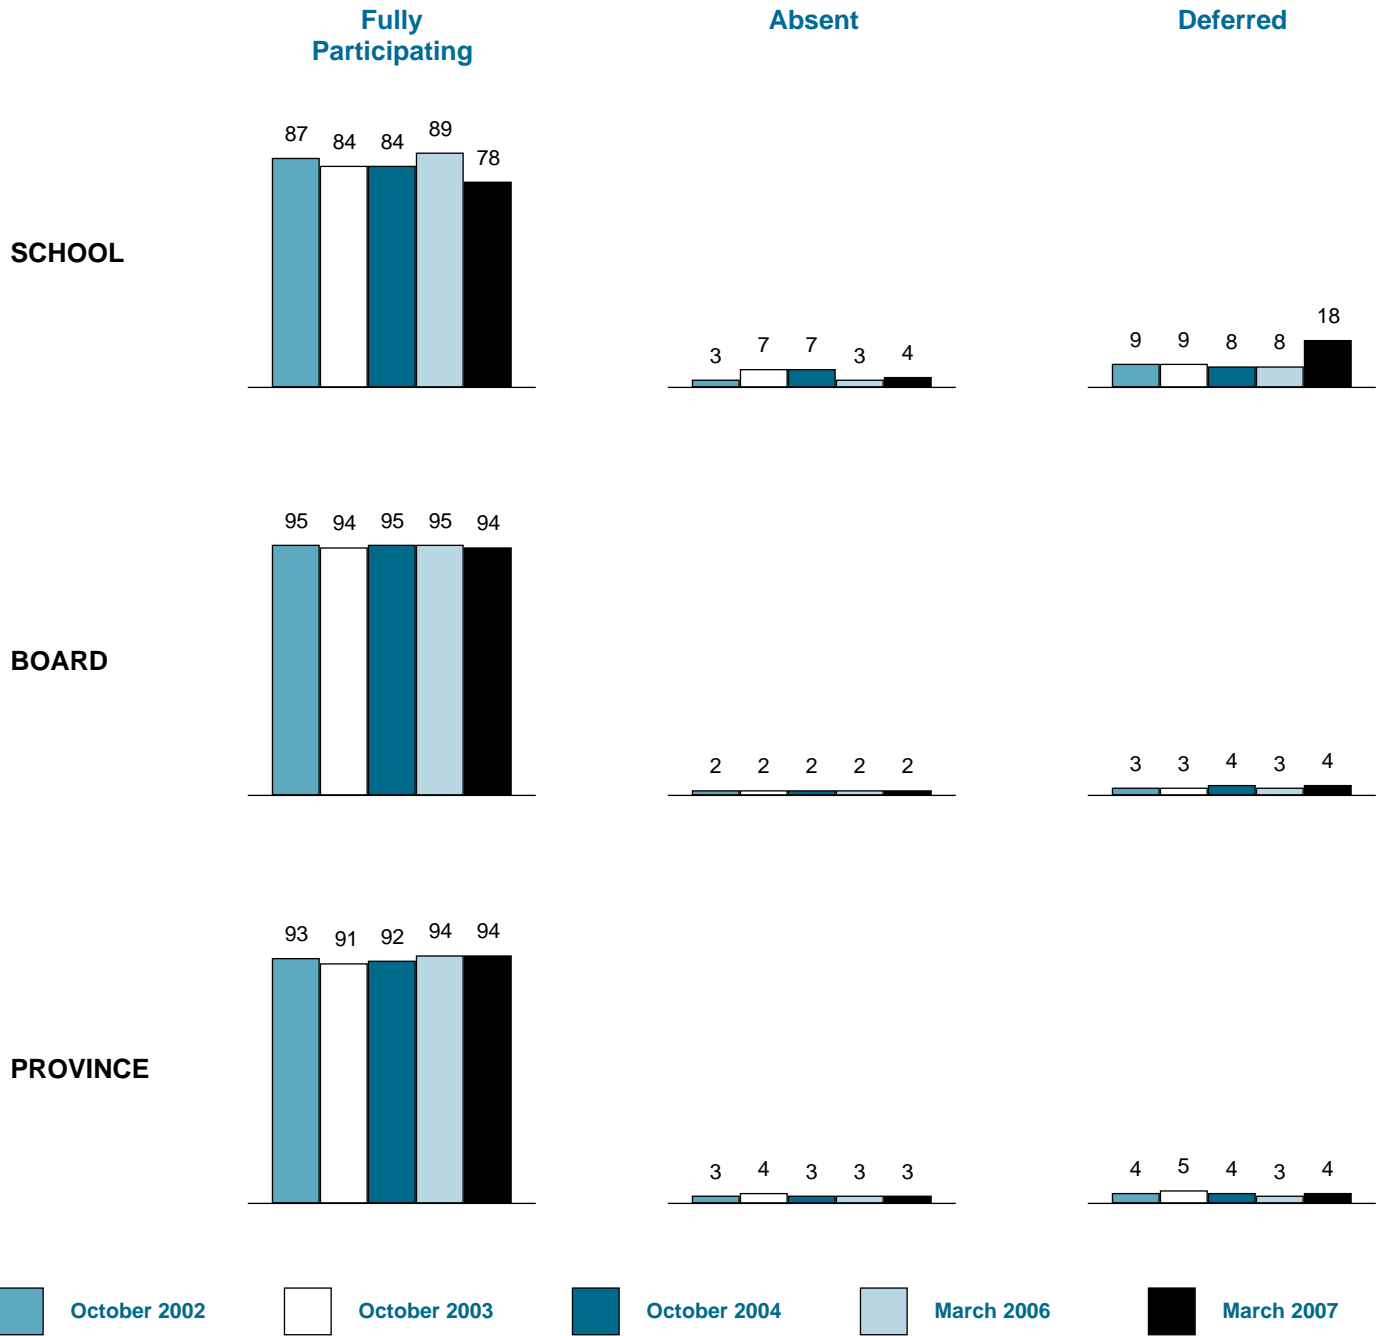 Fully
Participating
Absent
Deferred
SCHOOL
87 84 84 89 78
3 7 7 3 4
9 9 8 8 18
BOARD
95 94 95 95 94
2 2 2 2 2
3 3 4 3 4
PROVINCE
93 91 92 94 94
3 4 3 3 3
4 5 4 3 4
October 2002 October 2003 October 2004 March 2006 March 2007